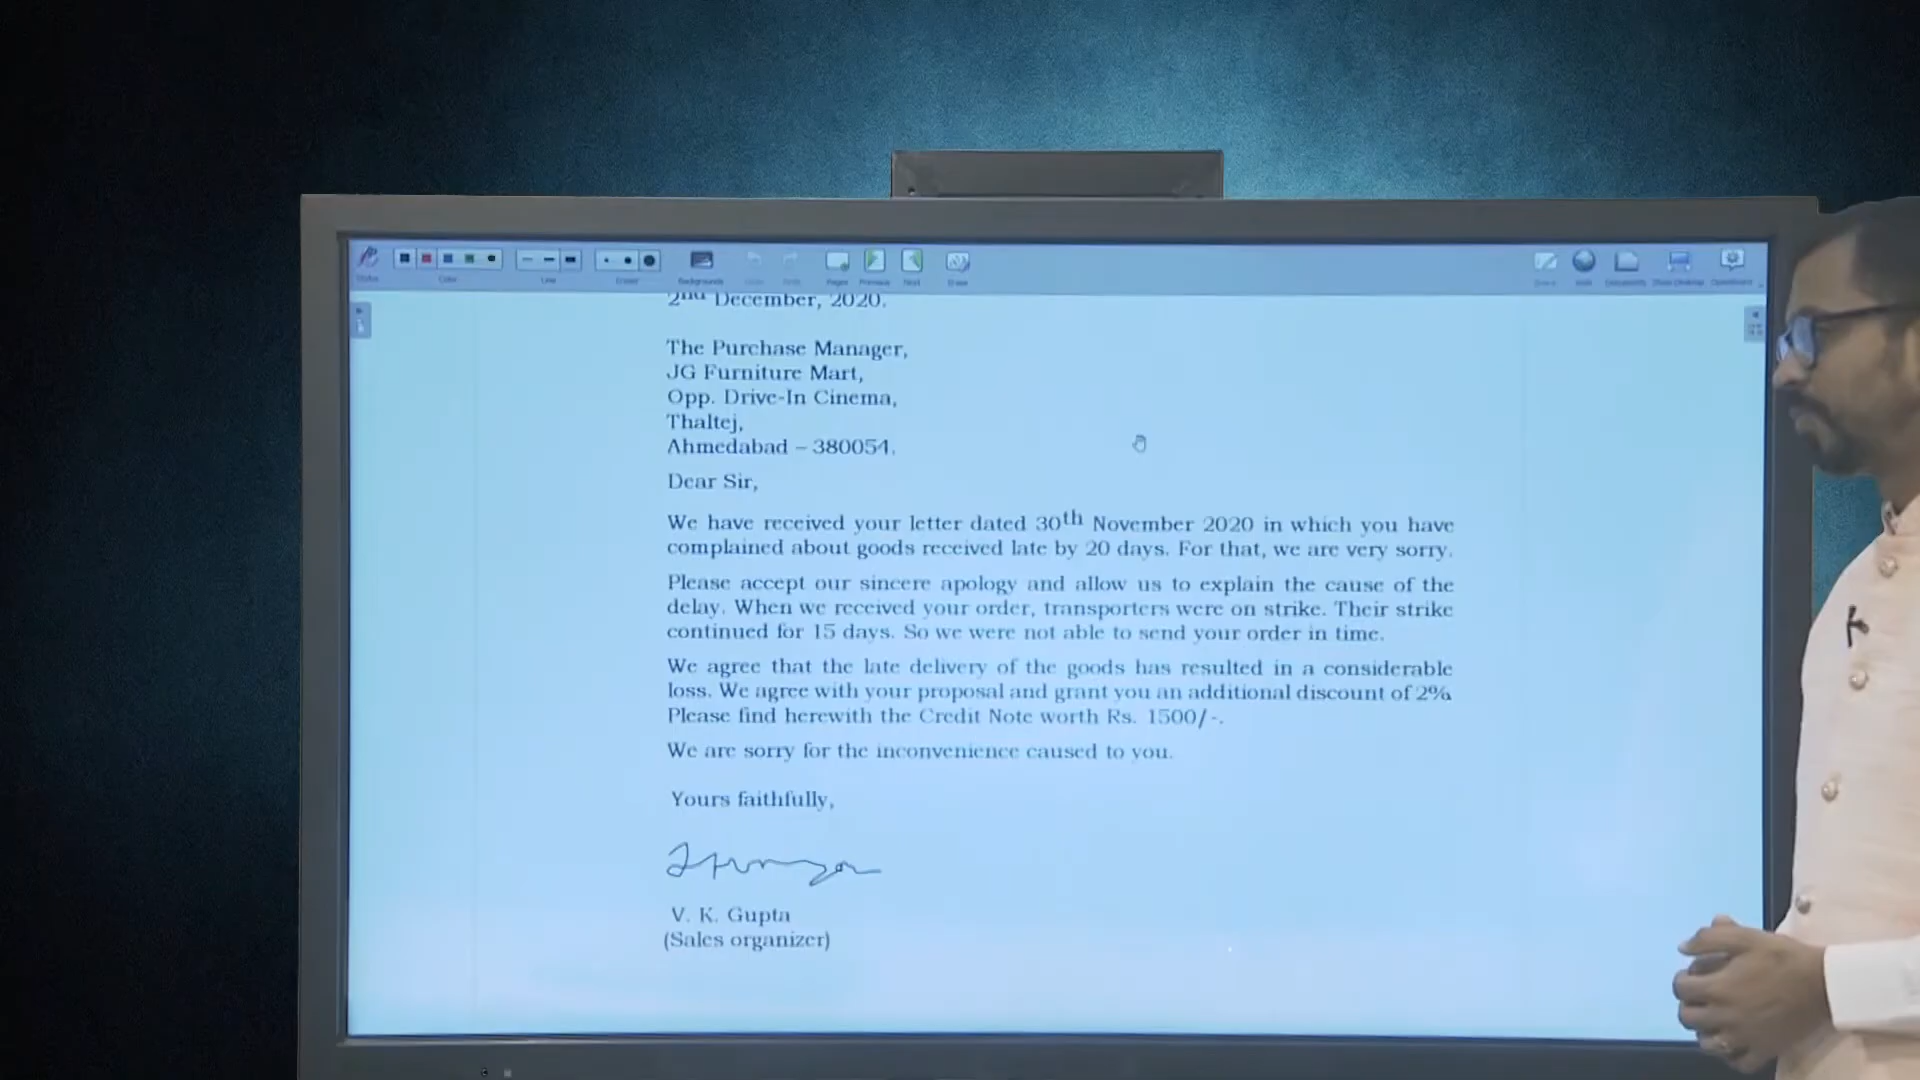 2nd December, 2020.
The Purchase Manager,
JG Furniture Mart,
Opp. Drive-In Cinema,
Thaltej,
Ahmedabad – 380054.
Dear Sir,
We have received your letter dated 30th November 2020 in which you have
complained about goods received late by 20 days. For that, we are very sorry.
Please accept our sincere apology and allow us to explain the cause of the
delay. When we received your order, transporters were on strike. Their strike
continued for 15 days. So we were not able to send your order in time.
We agree that the late delivery of the goods has resulted in a considerable
loss. We agree with your proposal and grant you an additional discount of 2%
Please find herewith the Credit Note worth Rs. 1500/-.
We are sorry for the inconvenience caused to you.
Yours faithfully,
V. K. Gupta
(Sales organizer)